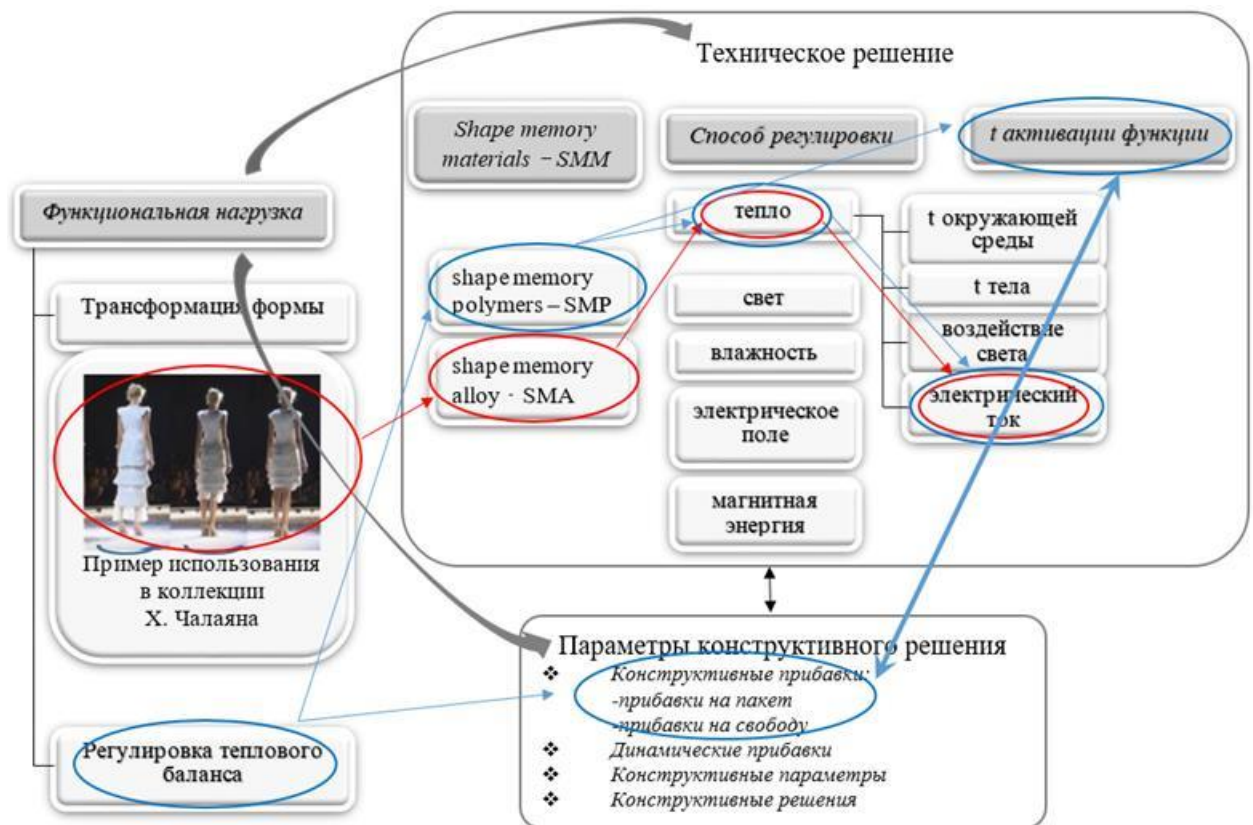 Техническое решение
Shape memory
materials – SMM
Способ регулировки
t активации функции
Функциональная нагрузка
тепло
t окружающей
среды
Трансформация формы
shape memory
polymers – SMP
свет
t тела
воздействие
света
shape memory
alloy - SMA
влажность
электрический
ток
электрическое
поле
магнитная
энергия
Пример использования
в коллекции
Х. Чалаяна
Параметры конструктивного решения
❖ Конструктивные прибавки:
-прибавки на пакет
-прибавки на свободу
❖ Динамические прибавки
❖ Конструктивные параметры
❖ Конструктивные решения
Регулировка теплового
баланса